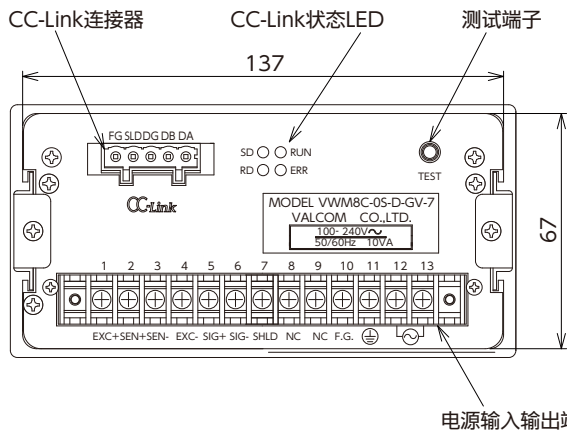 CC-Link连接器
CC-Link状态LED
测试端子
137
FG SLDDG DB DA
SD RUN
RD ERR
TEST
CC-Link
MODEL VWM8C-0S-D-GV-7
VALCOM CO.,LTD.
100- 240V~
50/60Hz 10VA
67
1 2 3 4 5 6 7 8 9 10 11 12 13
EXC+SEN+SEN- EXC- SIG+ SIG- SHLD NC NC F.G.
电源输入输出端